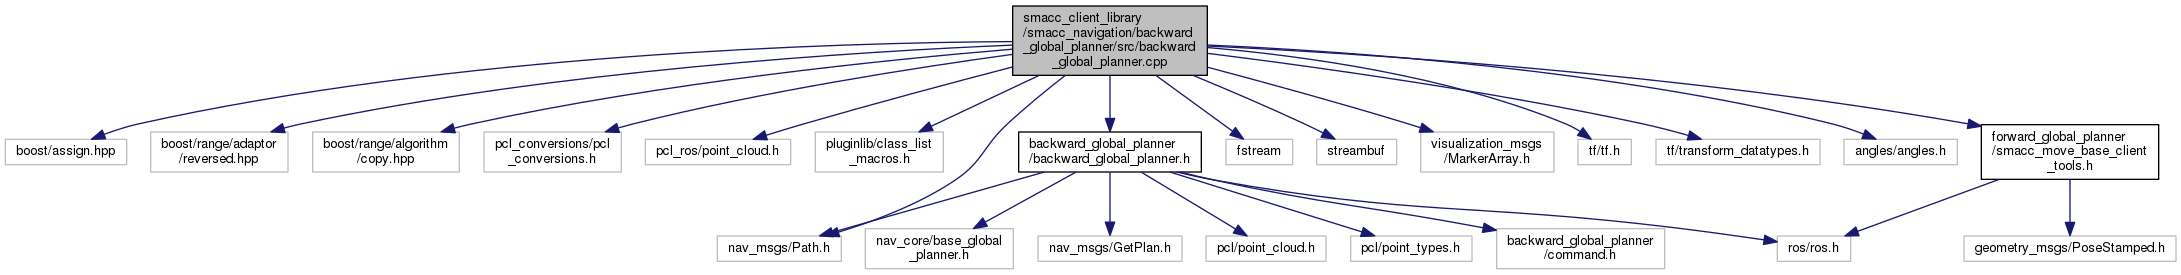 smacc_client_library
/smacc_navigation/backward
_global_planner/src/backward
_global_planner.cpp
boost/assign.hpp
boost/range/adaptor
/reversed.hpp
boost/range/algorithm
/copy.hpp
pcl_conversions/pcl
_conversions.h
pcl_ros/point_cloud.h
pluginlib/class_list
_macros.h
backward_global_planner
/backward_global_planner.h
fstream
streambuf
visualization_msgs
/MarkerArray.h
tf/tf.h
tf/transform_datatypes.h
angles/angles.h
forward_global_planner
/smacc_move_base_client
_tools.h
nav_msgs/Path.h
nav_core/base_global
_planner.h
nav_msgs/GetPlan.h
pcl/point_cloud.h
pcl/point_types.h
backward_global_planner
/command.h
ros/ros.h
geometry_msgs/PoseStamped.h